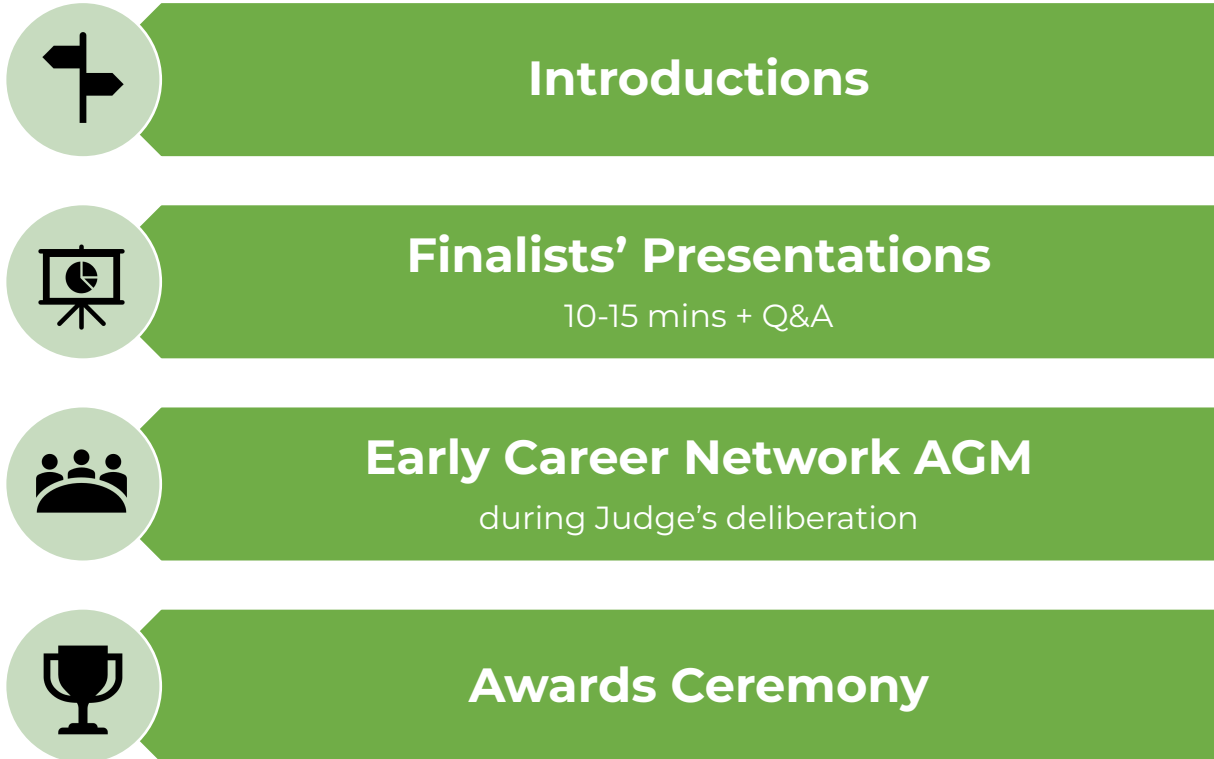 Introductions
Finalists’ Presentations
10-15 mins + Q&A
Early Career Network AGM
during Judge’s deliberation
Awards Ceremony